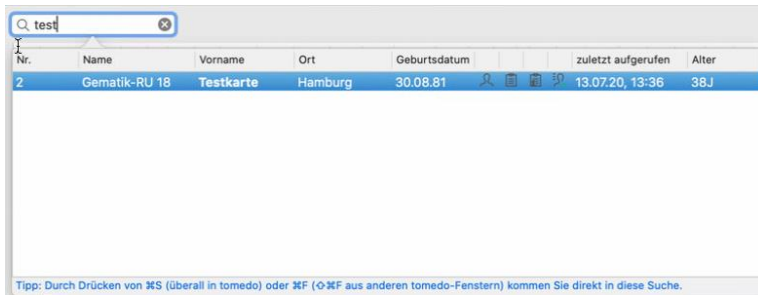 test
Nr. Name Vorname Ort Geburtsdatum zuletzt aufgerufen Alter
2 Gematik-RU 18 Testkarte Hamburg 30.08.81 13.07.20, 13:36 38J
Tipp: Durch Drücken von ⌘S (überall in tomedo) oder ⌘F (⇧⌘F aus anderen tomedo-Fenstern) kommen Sie direkt in diese Suche.